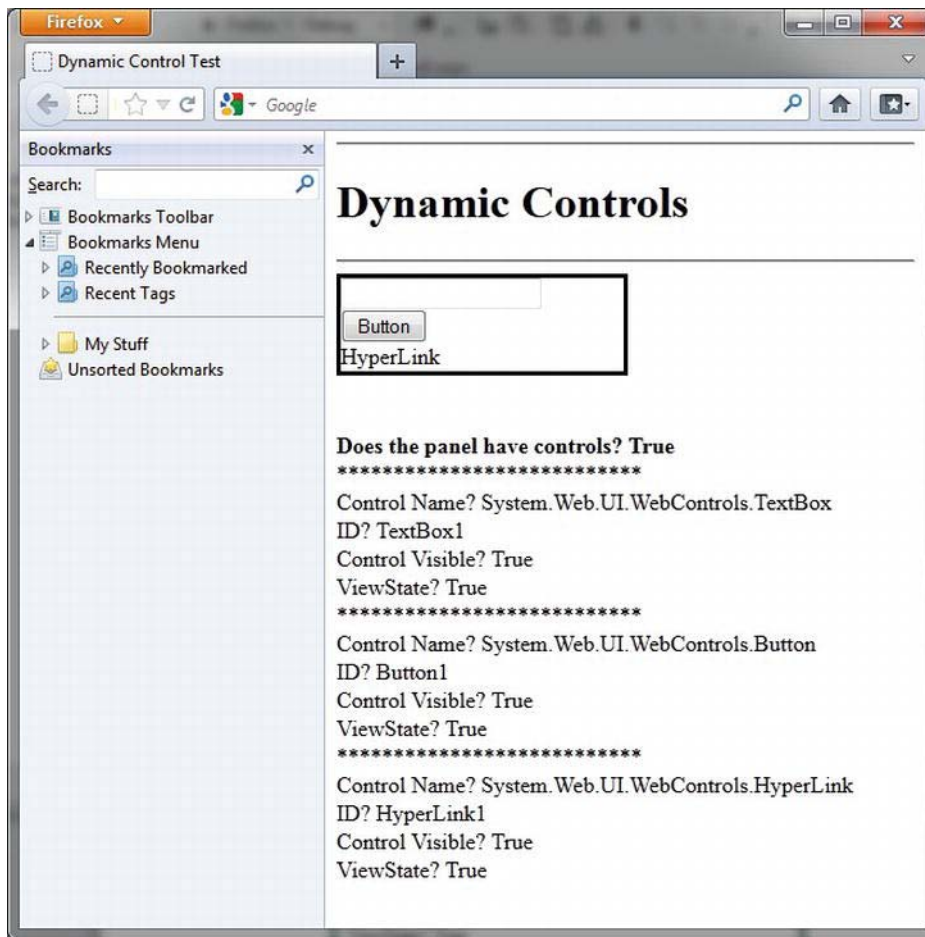 Firefox
Dynamic Control Test
+
Google
Bookmarks
x
Search:
Bookmarks Toolbar
Bookmarks Menu
Recently Bookmarked
Recent Tags
My Stuff
Unsorted Bookmarks
Dynamic Controls
Button
HyperLink
Does the panel have controls? True
***************************
Control Name? System.Web.UI.WebControls.TextBox
ID? TextBox1
Control Visible? True
ViewState? True
***************************
Control Name? System.Web.UI.WebControls.Button
ID? Button1
Control Visible? True
ViewState? True
***************************
Control Name? System.Web.UI.WebControls.HyperLink
ID? HyperLink1
Control Visible? True
ViewState? True